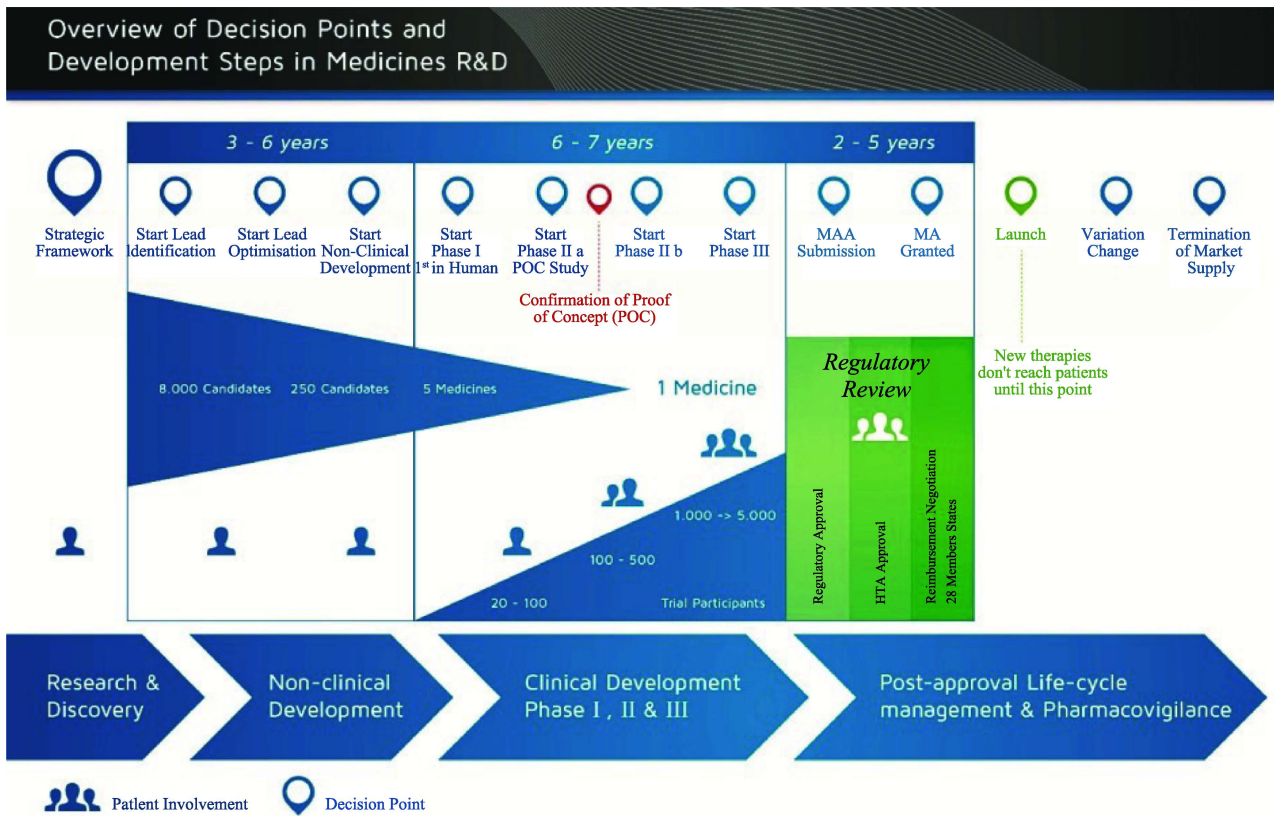 Overview of Decision Points and
Development Steps in Medicines R&D
3 - 6 years
6 - 7 years
2 - 5 years
Strategic
Framework
Start Lead
Identification
Start Lead
Optimisation
Start
Non-Clinical
Development
Start
Phase I
1st in Human
Start
Phase II a
POC Study
Start
Phase II b
Start
Phase III
MAA
Submission
MA
Granted
Launch
Variation
Change
Termination
of Market
Supply
Confirmation of Proof
of Concept (POC)
New therapies
don't reach patients
until this point
8.000 Candidates
250 Candidates
5 Medicines
1 Medicine
Regulatory
Review
1.000 -> 5.000
100 - 500
20 - 100
Trial Participants
Regulatory Approval
HTA Approval
Reimbursement Negotiation
28 Members States
Research &
Discovery
Non-clinical
Development
Clinical Development
Phase I , II & III
Post-approval Life-cycle
management & Pharmacovigilance
Patlent Involvement
Decision Point